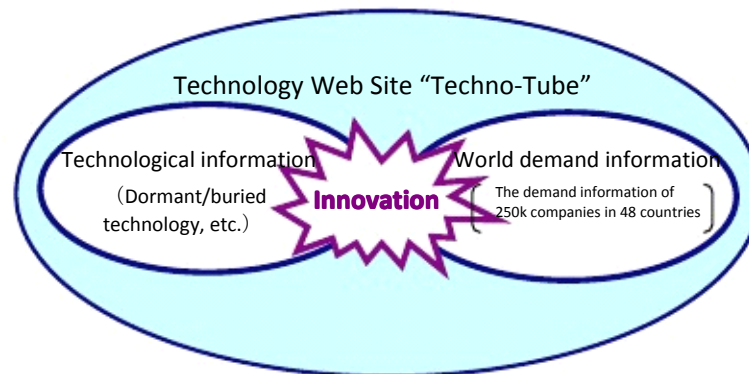 Technology Web Site “Techno-Tube”
Technological information
（Dormant/buried
technology, etc.）
Innovation
World demand information
The demand information of
250k companies in 48 countries